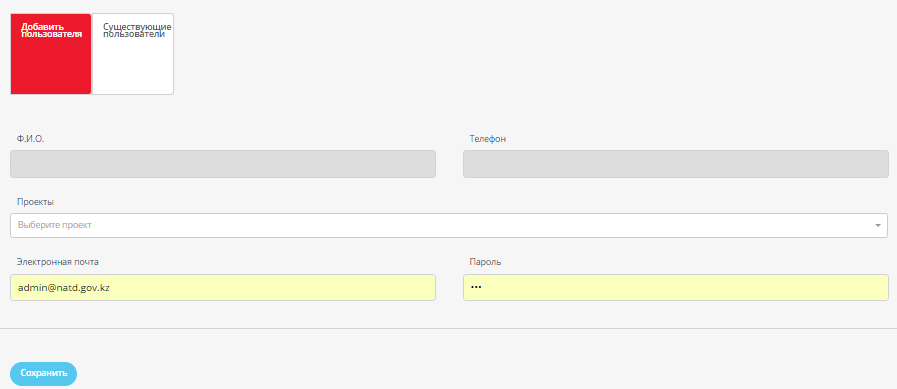 Добавить
пользователя
Существующие
пользователи
Ф.И.О.
Телефон
Проекты
Выберите проект
Электронная почта
Пароль
admin@natd.gov.kz
•••
Сохранить